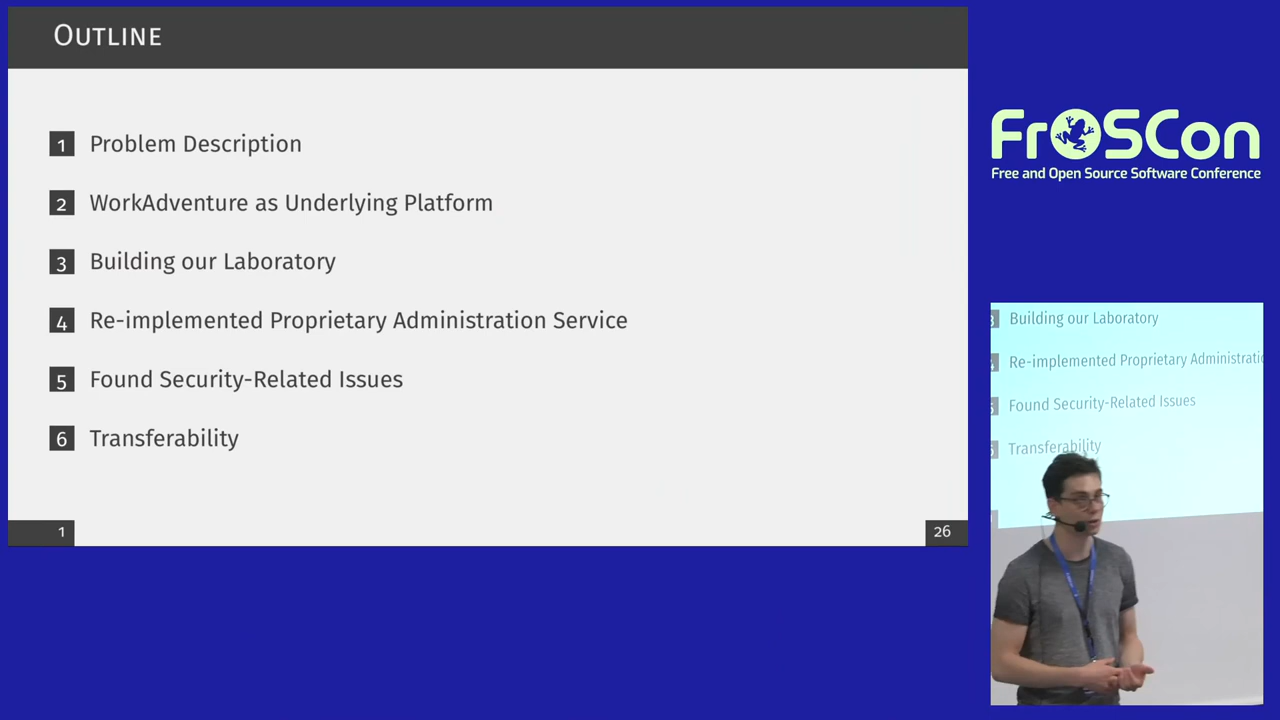 OUTLINE
1 Problem Description
2 WorkAdventure as Underlying Platform
3 Building our Laboratory
4 Re-implemented Proprietary Administration Service
5 Found Security-Related Issues
6 Transferability
1
26
FrOSCon
Free and Open Source Software Conference
3 Building our Laboratory
Re-implemented Proprietary Administratio
Found Security-Related Issues
Transferability